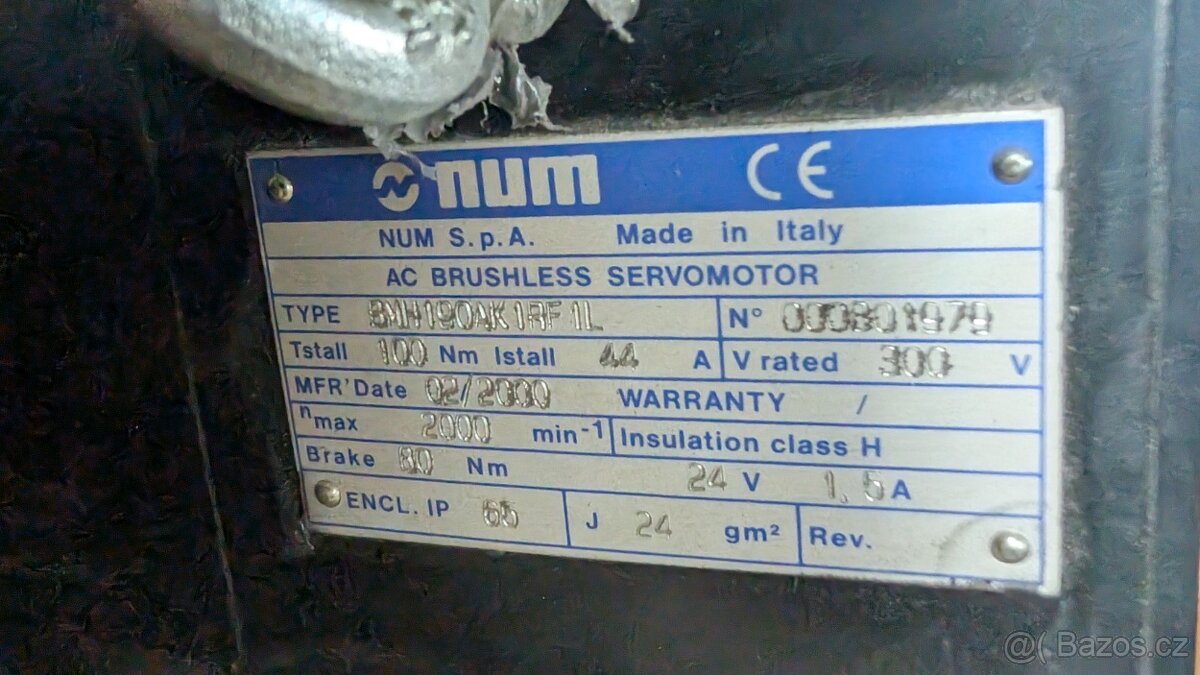 num CE
NUM S.p.A. Made in Italy
AC BRUSHLESS SERVOMOTOR
TYPE BMH190AK1RF1L N° 000801979
Tstall 100 Nm Istall 44 A V rated 300 V
MFR'Date 02/2000 WARRANTY /
nmax 2000 min-1 Insulation class H
Brake 80 Nm 24 V 1.5 A
ENCL. IP 65 J 24 gm² Rev.
@( Bazos.cz